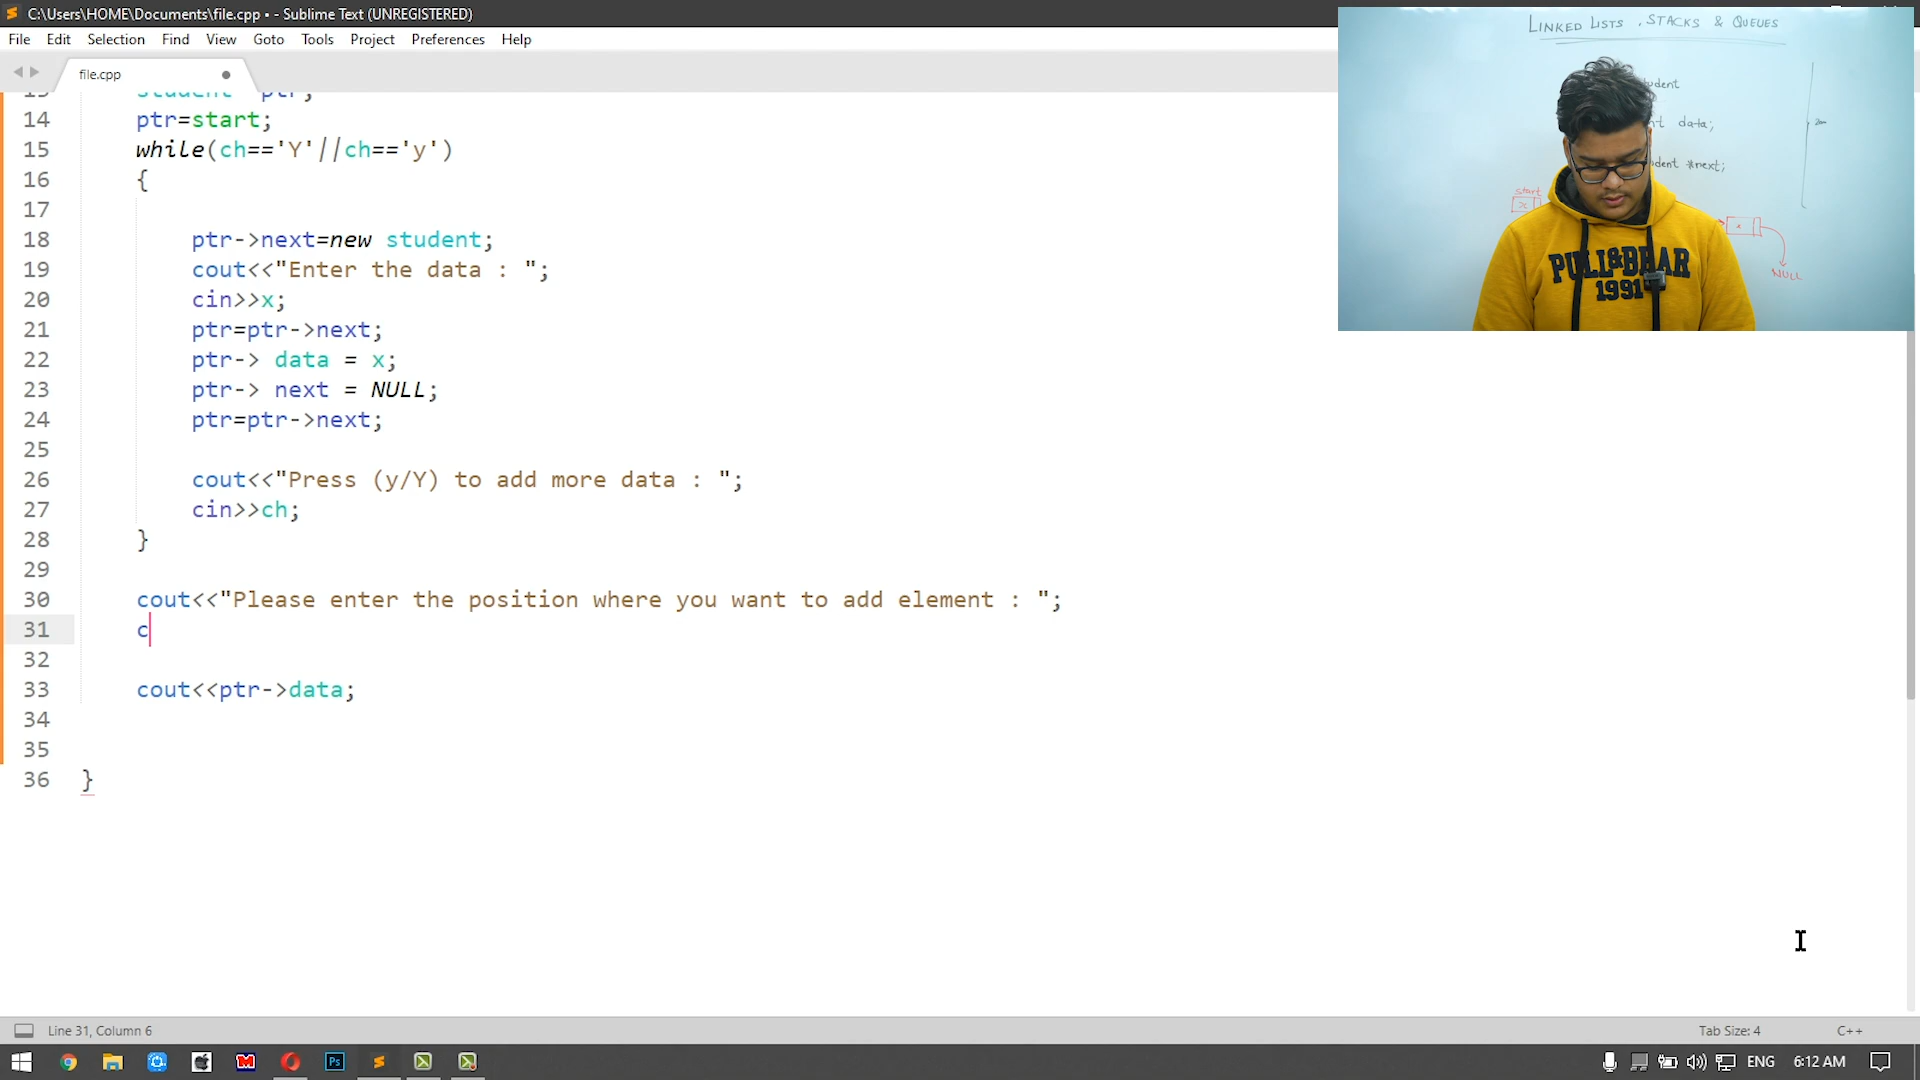 C:\Users\HOME\Documents\file.cpp • - Sublime Text (UNREGISTERED)
File Edit Selection Find View Goto Tools Project Preferences Help
file.cpp
14 ptr=start;
15 while(ch=='Y'||ch=='y')
16 {
17
18 ptr->next=new student;
19 cout<<"Enter the data : ";
20 cin>>x;
21 ptr=ptr->next;
22 ptr-> data = x;
23 ptr-> next = NULL;
24 ptr=ptr->next;
25
26 cout<<"Press (y/Y) to add more data : ";
27 cin>>ch;
28 }
29
30 cout<<"Please enter the position where you want to add element : ";
31 c
32
33 cout<<ptr->data;
34
35
36 }
LINKED LISTS , STACKS & QUEUES
data;
*next;
start
x
NULL
PULL&BEAR
1991
Line 31, Column 6
Tab Size: 4
C++
Ps
ENG
6:12 AM